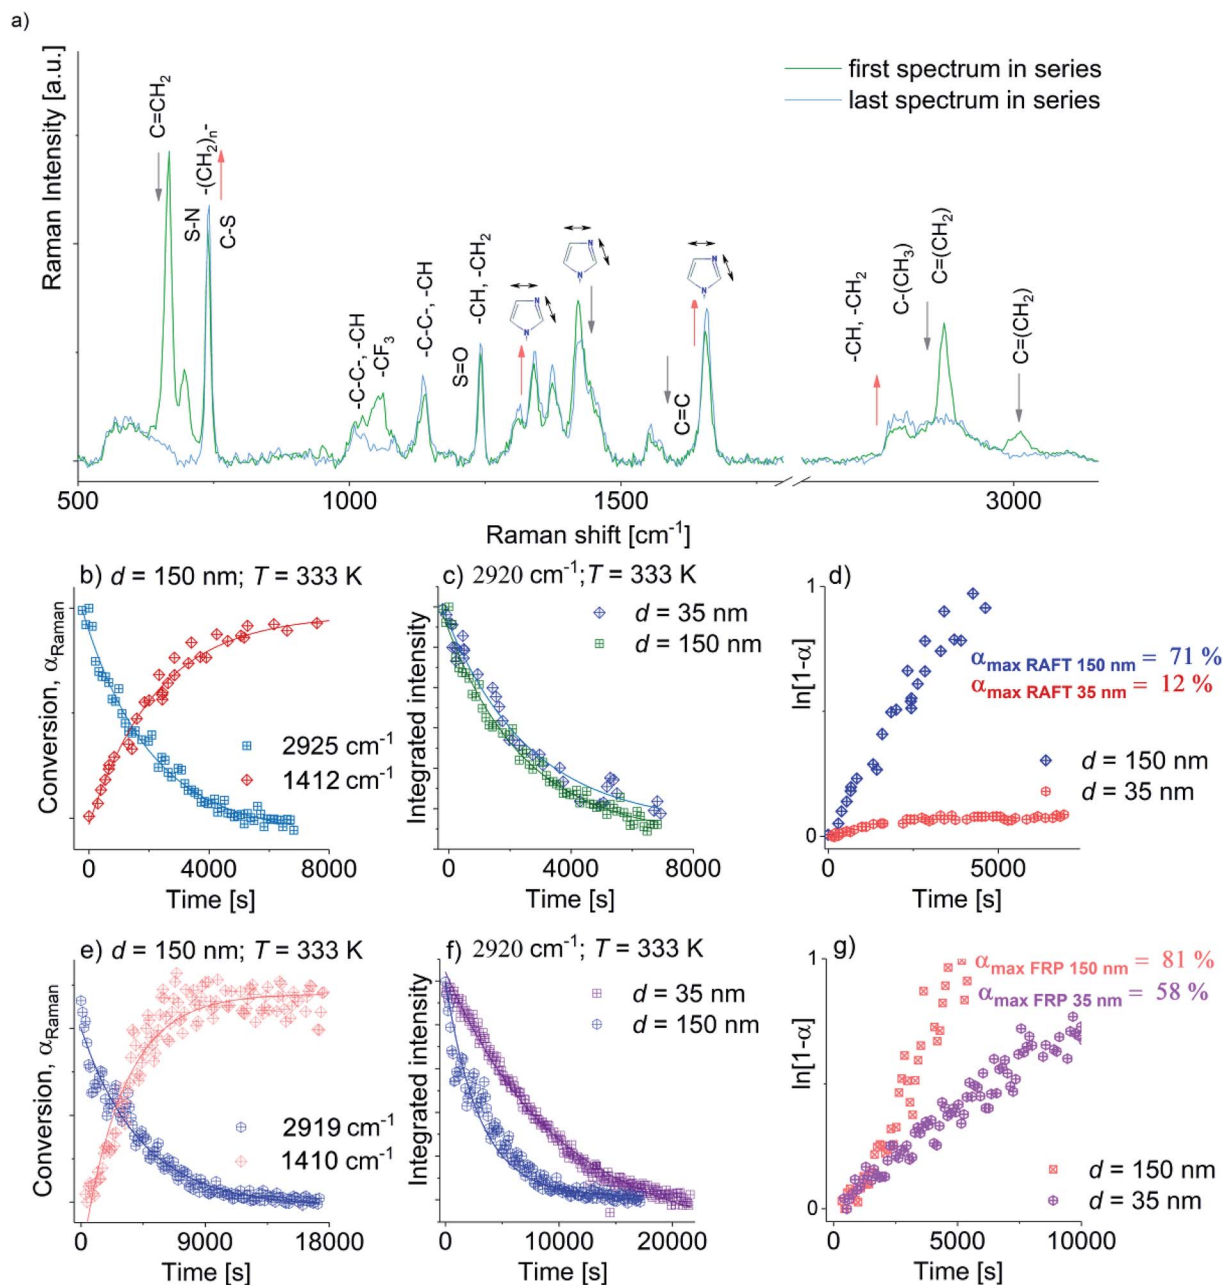 a)
Raman Intensity [a.u.]
first spectrum in series
last spectrum in series
C=CH2
S-N
-(CH2)n-
C-S
-C-C-, -CH
-CF3
-C-C-, -CH
S=O
-CH, -CH2
N
N
N
N
C=C
N
N
-CH, -CH2
C-(CH3)
C=(CH2)
C=(CH2)
500
1000
1500
3000
Raman shift [cm-1]
b) d = 150 nm; T = 333 K
Conversion, αRaman
2925 cm-1
1412 cm-1
0
4000
8000
Time [s]
c) 2920 cm-1; T = 333 K
Integrated intensity
d = 35 nm
d = 150 nm
0
4000
8000
Time [s]
d)
1
ln[1-α]
αmax RAFT 150 nm = 71 %
αmax RAFT 35 nm = 12 %
d = 150 nm
d = 35 nm
0
0
5000
Time [s]
e) d = 150 nm; T = 333 K
Conversion, αRaman
2919 cm-1
1410 cm-1
0
9000
18000
Time [s]
f) 2920 cm-1; T = 333 K
Integrated intensity
d = 35 nm
d = 150 nm
0
10000
20000
Time [s]
g)
1
ln[1-α]
αmax FRP 150 nm = 81 %
αmax FRP 35 nm = 58 %
d = 150 nm
d = 35 nm
0
0
5000
10000
Time [s]